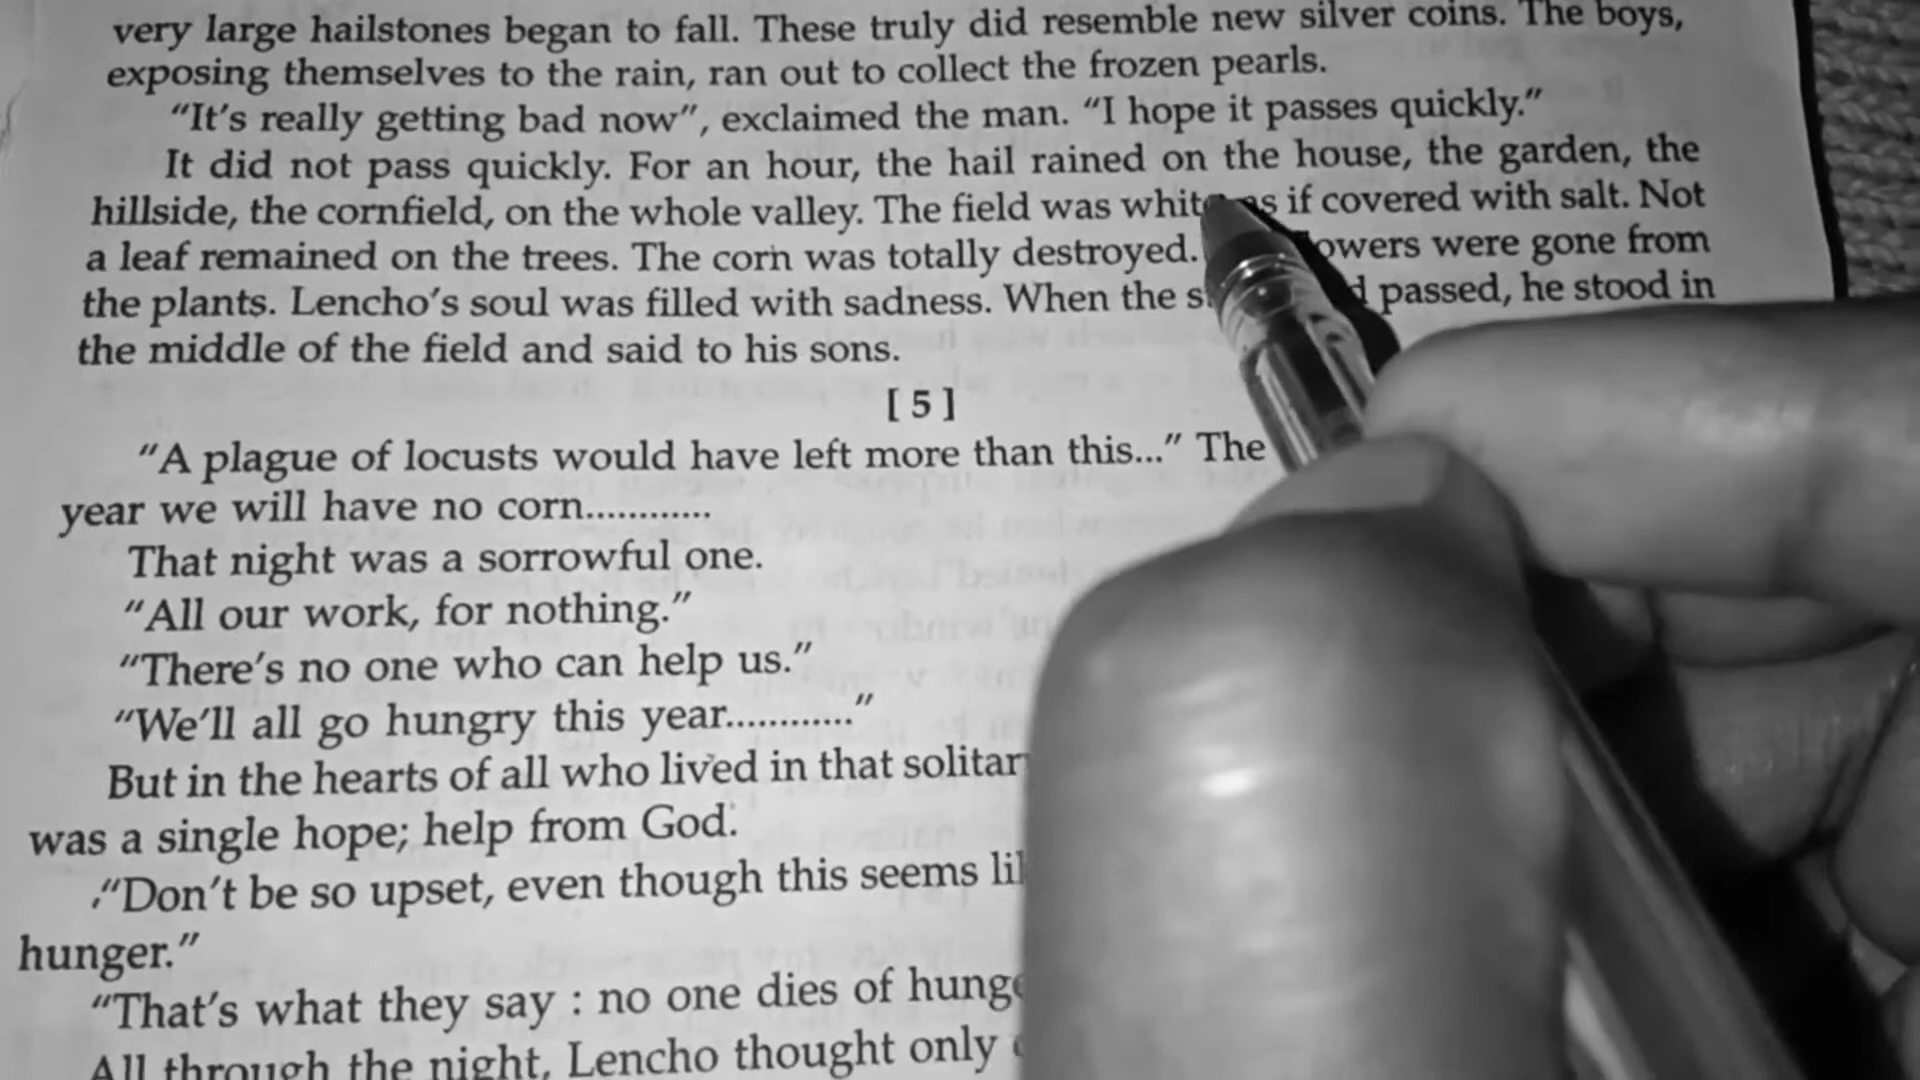 very large hailstones began to fall. These truly did resemble new silver coins. The boys,
exposing themselves to the rain, ran out to collect the frozen pearls.
“It’s really getting bad now”, exclaimed the man. “I hope it passes quickly.”
It did not pass quickly. For an hour, the hail rained on the house, the garden, the
hillside, the cornfield, on the whole valley. The field was white as if covered with salt. Not
a leaf remained on the trees. The corn was totally destroyed. were gone from
the plants. Lencho’s soul was filled with sadness. When the passed, he stood in
the middle of the field and said to his sons.
[ 5 ]
“A plague of locusts would have left more than this...” The
year we will have no corn............
That night was a sorrowful one.
“All our work, for nothing.”
“There’s no one who can help us.”
“We’ll all go hungry this year............”
But in the hearts of all who lived in that
was a single hope; help from God.
“Don’t be so upset, even though this seems
hunger.”
“That’s what they say : no one dies of
All through the night, Lencho thought only